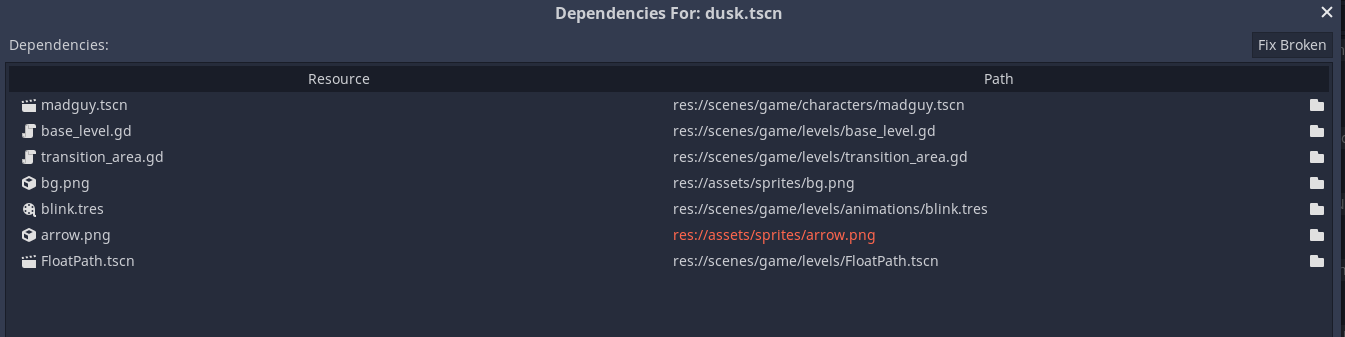 Dependencies For: dusk.tscn
Dependencies:
Fix Broken
Resource Path
madguy.tscn res://scenes/game/characters/madguy.tscn
base_level.gd res://scenes/game/levels/base_level.gd
transition_area.gd res://scenes/game/levels/transition_area.gd
bg.png res://assets/sprites/bg.png
blink.tres res://scenes/game/levels/animations/blink.tres
arrow.png res://assets/sprites/arrow.png
FloatPath.tscn res://scenes/game/levels/FloatPath.tscn